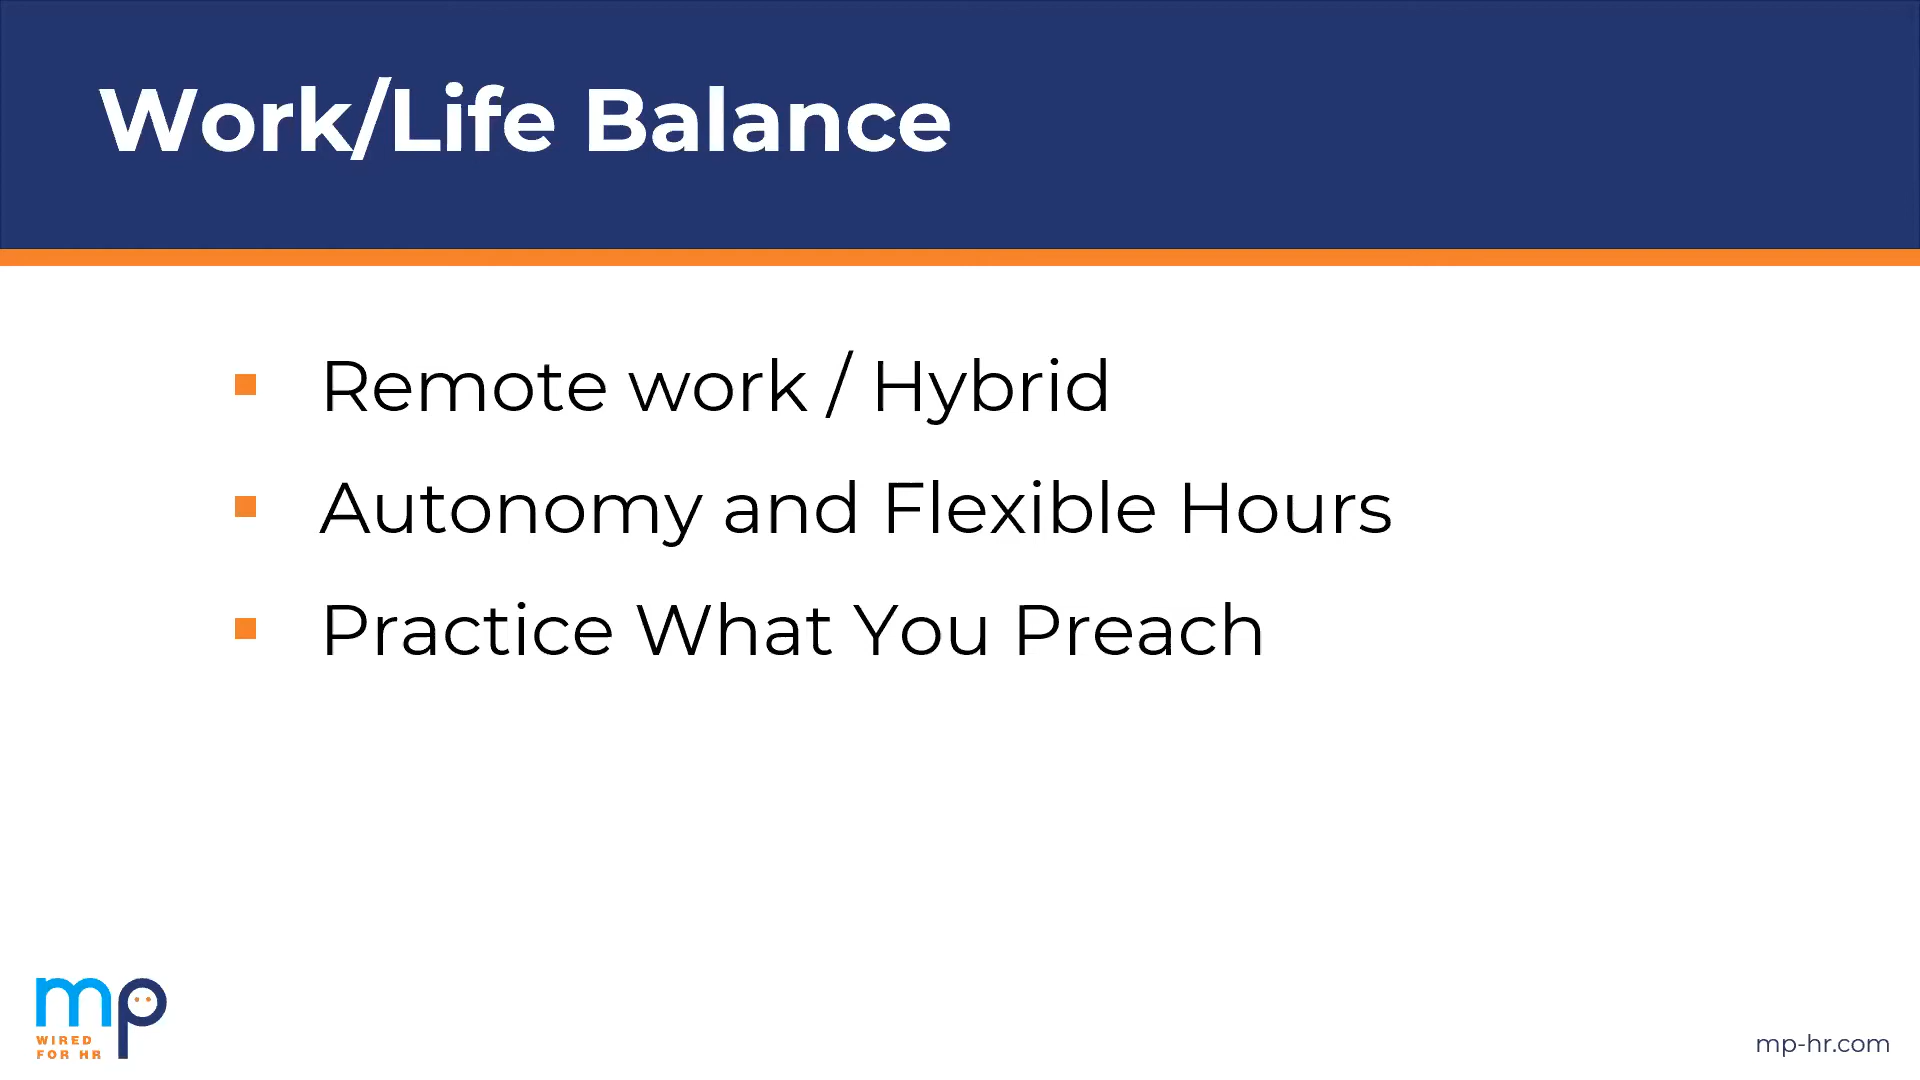 Work/Life Balance
Remote work / Hybrid
Autonomy and Flexible Hours
Practice What You Preach
mp
WIRED
FOR HR
mp-hr.com